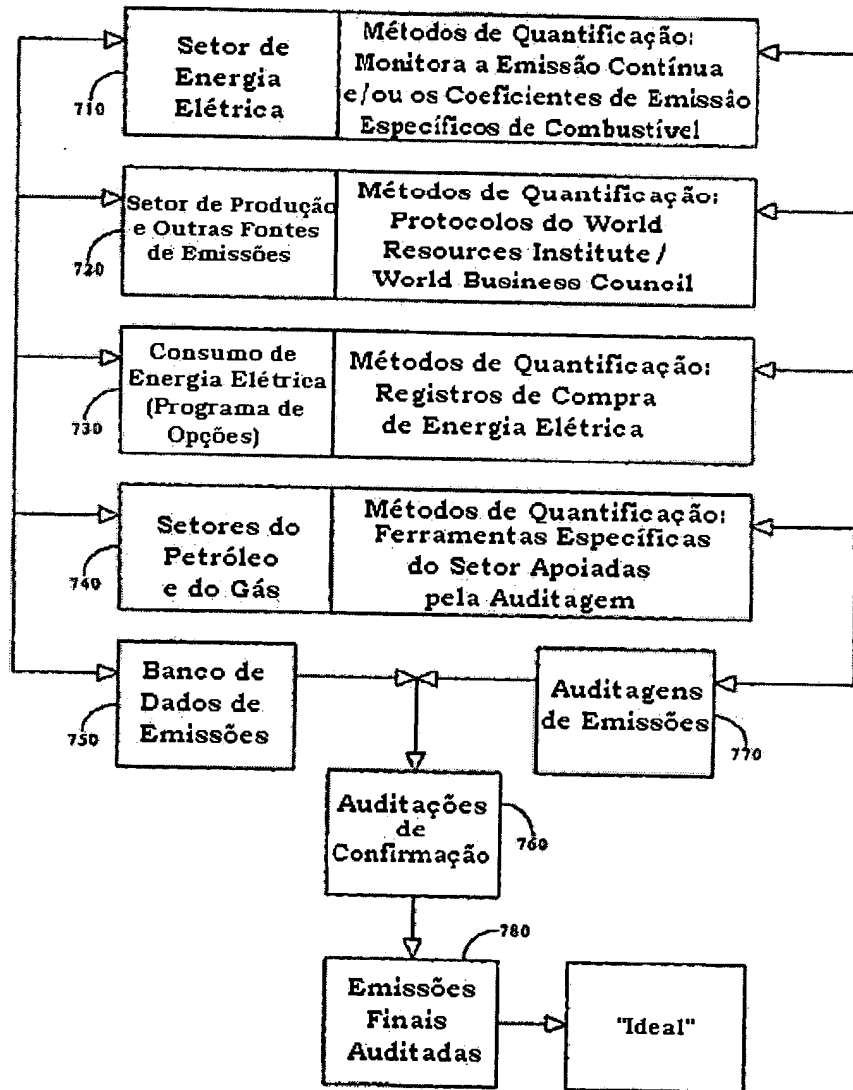 Setor de
Energia
Elétrica
Métodos de Quantificação:
Monitora a Emissão Contínua
e/ou os Coeficientes de Emissão
Específicos de Combustível
710
Setor de Produção
e Outras Fontes
de Emissões
Métodos de Quantificação:
Protocolos do World
Resources Institute/
World Business Council
720
Consumo de
Energia Elétrica
(Programa de
Opções)
Métodos de Quantificação:
Registros de Compra
de Energia Elétrica
730
Setores do
Petróleo
e do Gás
Métodos de Quantificação:
Ferramentas Específicas
do Setor Apoiadas
pela Auditagem
740
Banco de
Dados de
Emissões
750
Auditagens
de Emissões
770
Auditações
de
Confirmação
760
780
Emissões
Finais
Auditadas
"Ideal"